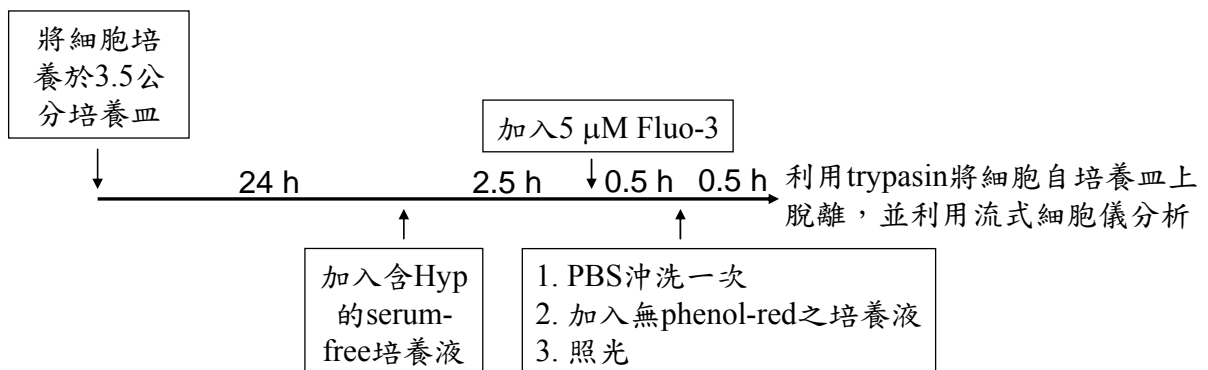 將細胞培
養於3.5公
分培養皿
加入5 μM Fluo-3
24 h
2.5 h
0.5 h
0.5 h
利用trypasin將細胞自培養皿上
脫離，並利用流式細胞儀分析
加入含Hyp
的serum-
free培養液
1. PBS沖洗一次
2. 加入無phenol-red之培養液
3. 照光